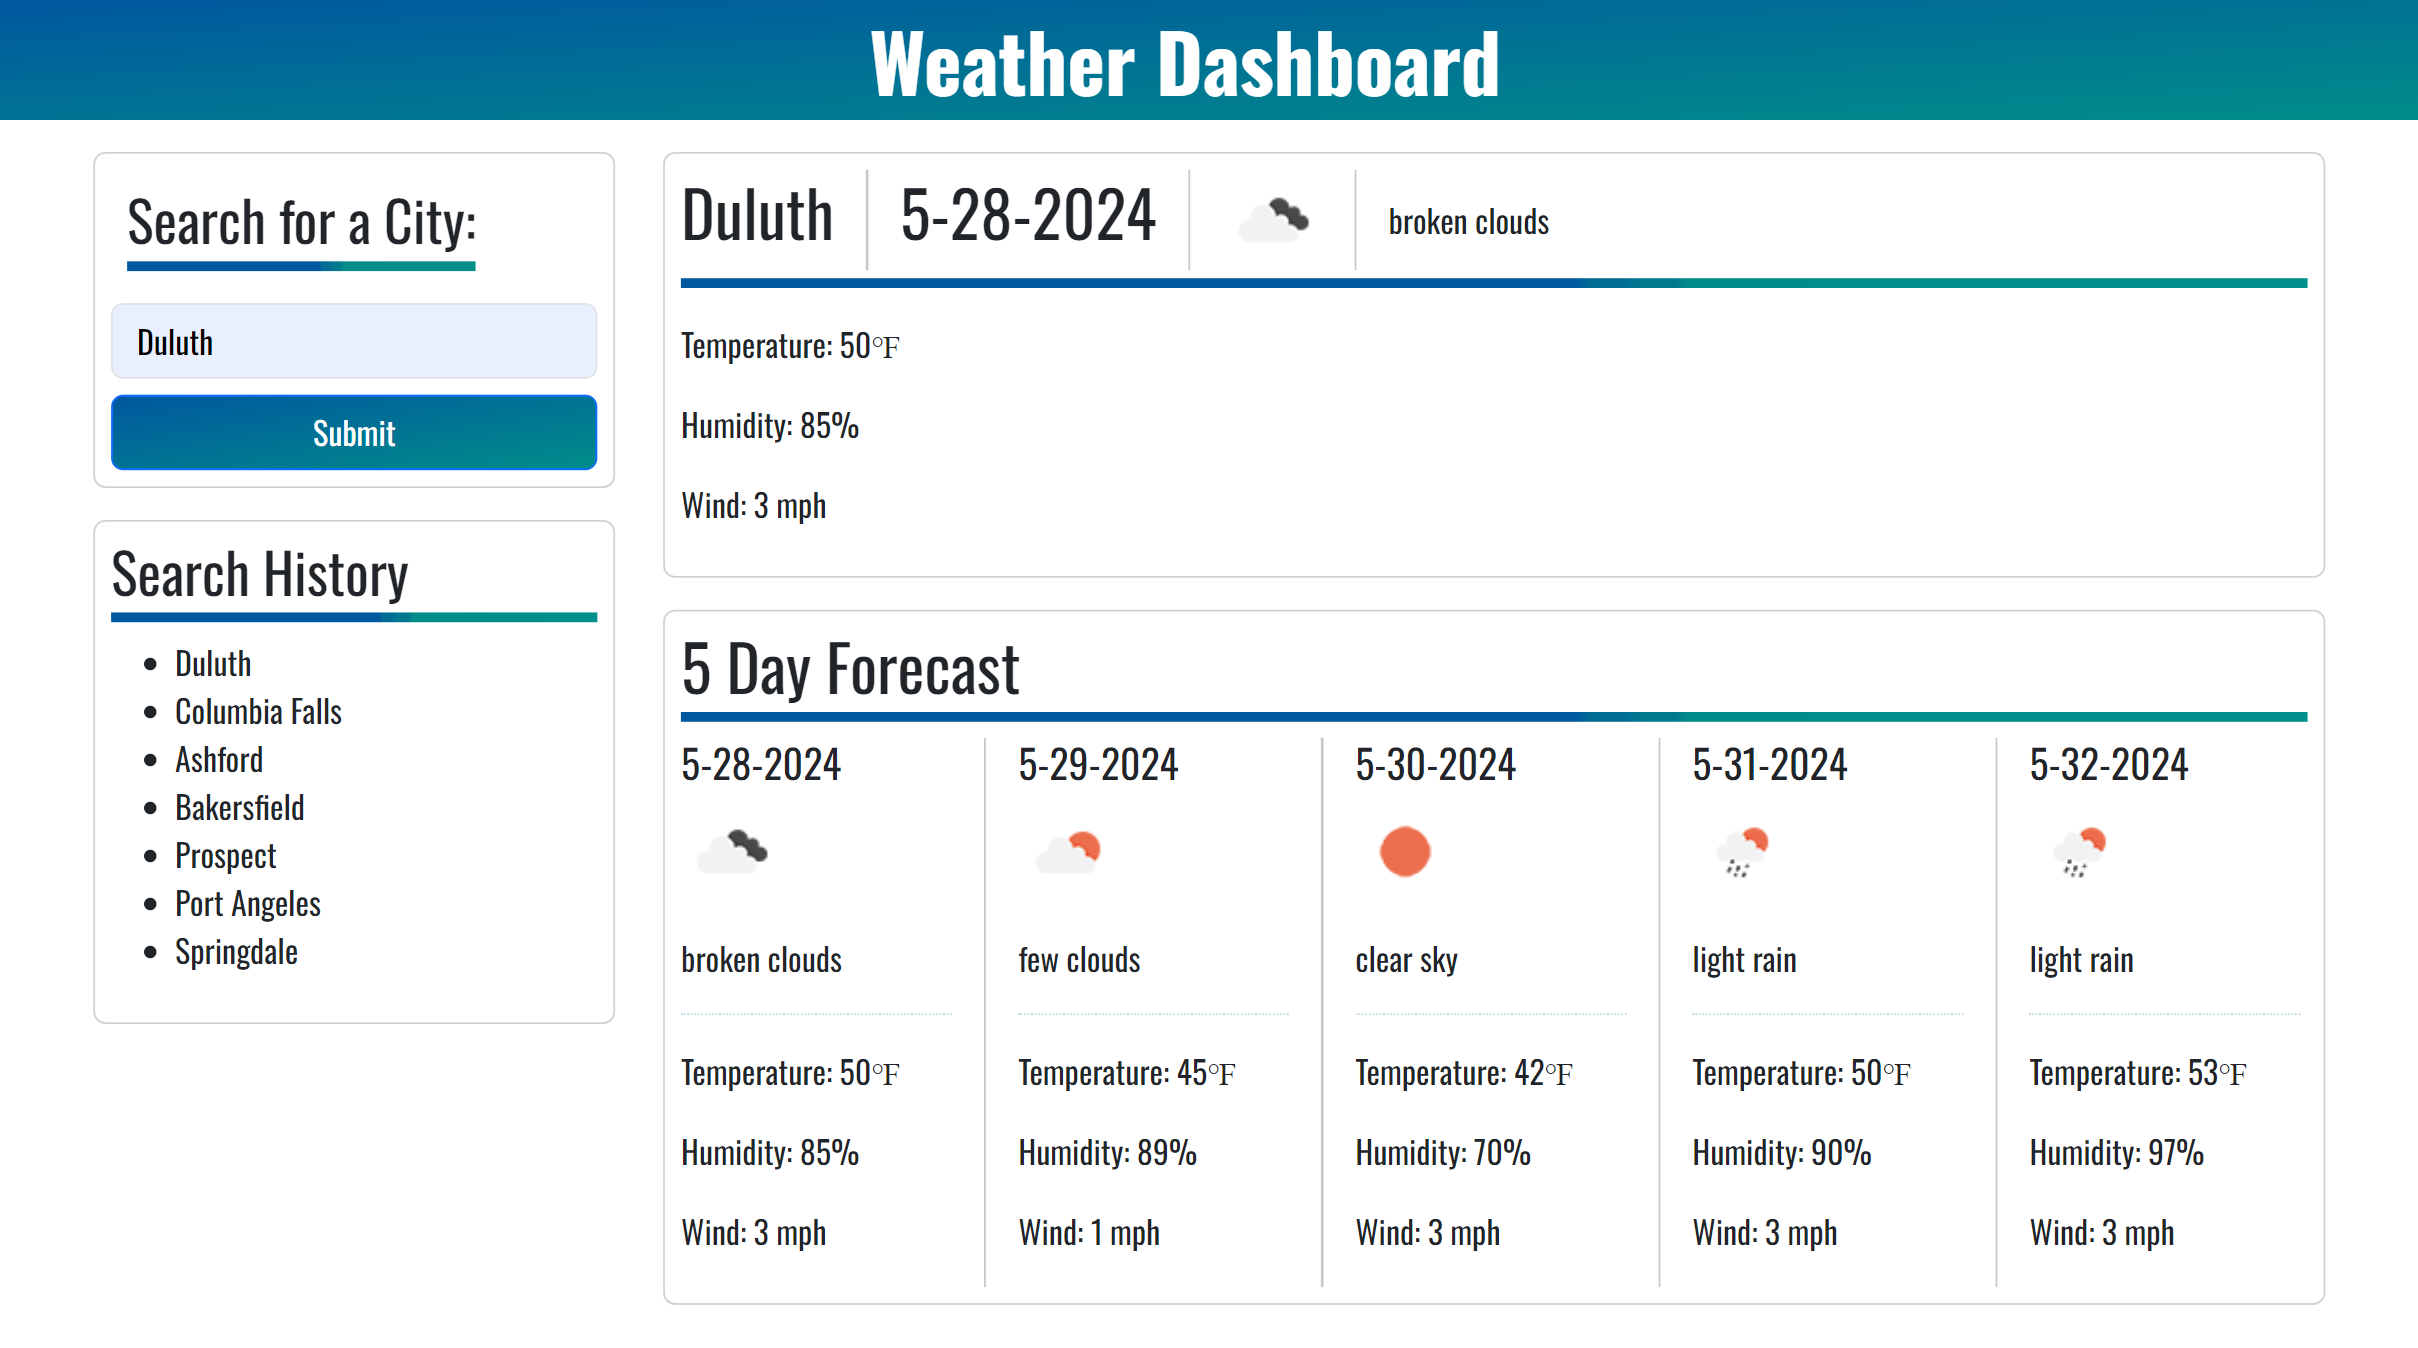 Weather Dashboard
Search for a City:
Duluth
Submit
Search History
Duluth
Columbia Falls
Ashford
Bakersfield
Prospect
Port Angeles
Springdale
Duluth
5-28-2024
broken clouds
Temperature: 50°F
Humidity: 85%
Wind: 3 mph
5 Day Forecast
5-28-2024
broken clouds
Temperature: 50°F
Humidity: 85%
Wind: 3 mph
5-29-2024
few clouds
Temperature: 45°F
Humidity: 89%
Wind: 1 mph
5-30-2024
clear sky
Temperature: 42°F
Humidity: 70%
Wind: 3 mph
5-31-2024
light rain
Temperature: 50°F
Humidity: 90%
Wind: 3 mph
5-32-2024
light rain
Temperature: 53°F
Humidity: 97%
Wind: 3 mph